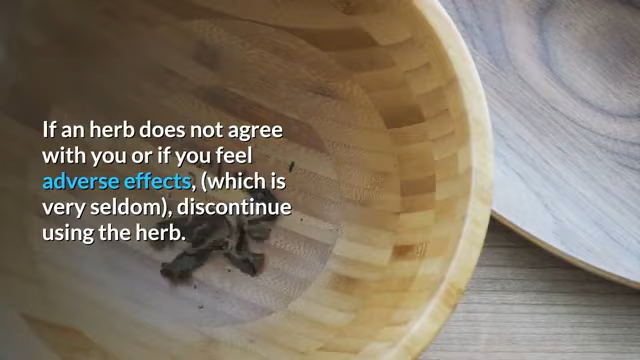 If an herb does not agree
with you or if you feel
adverse effects, (which is
very seldom), discontinue
using the herb.